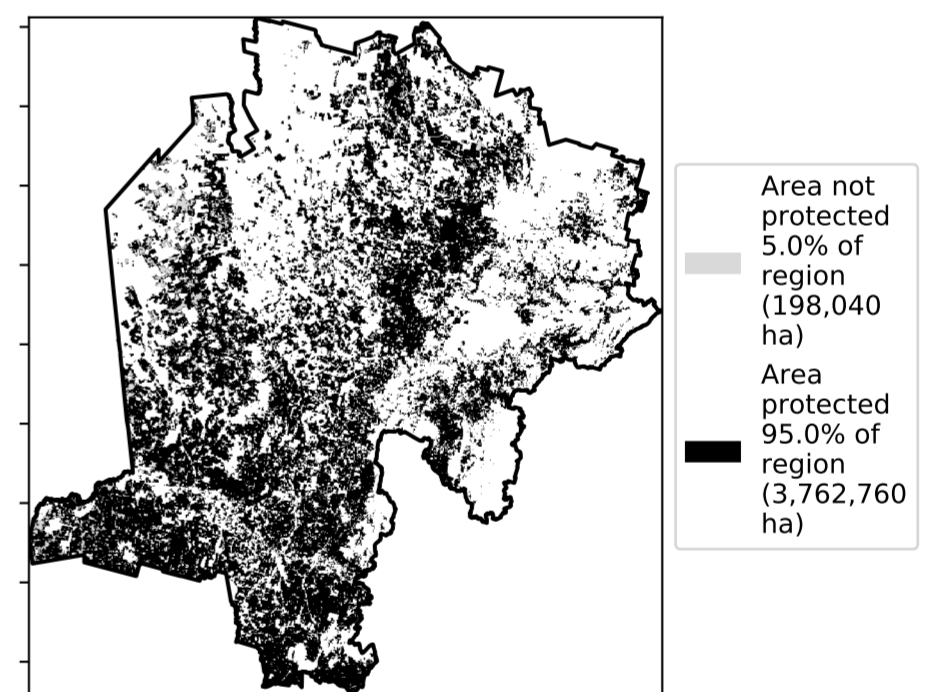 Area not
protected
5.0% of
region
(198,040
ha)
Area
protected
95.0% of
region
(3,762,760
ha)